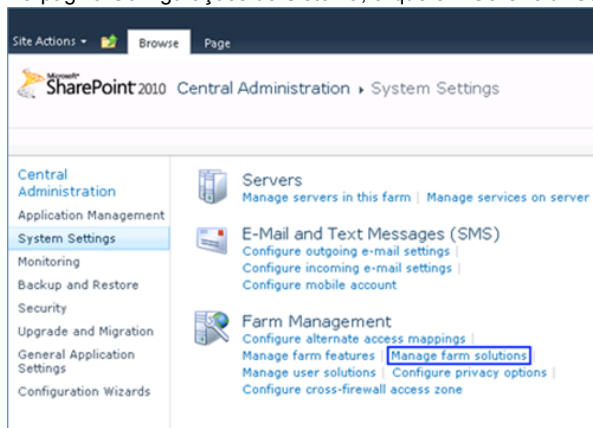 Site Actions
Browse
Page
Microsoft
SharePoint 2010 Central Administration ▸ System Settings
Central
Administration
Application Management
System Settings
Monitoring
Backup and Restore
Security
Upgrade and Migration
General Application
Settings
Configuration Wizards
Servers
Manage servers in this farm | Manage services on server
E-Mail and Text Messages (SMS)
Configure outgoing e-mail settings |
Configure incoming e-mail settings |
Configure mobile account
Farm Management
Configure alternate access mappings |
Manage farm features | Manage farm solutions |
Manage user solutions | Configure privacy options |
Configure cross-firewall access zone